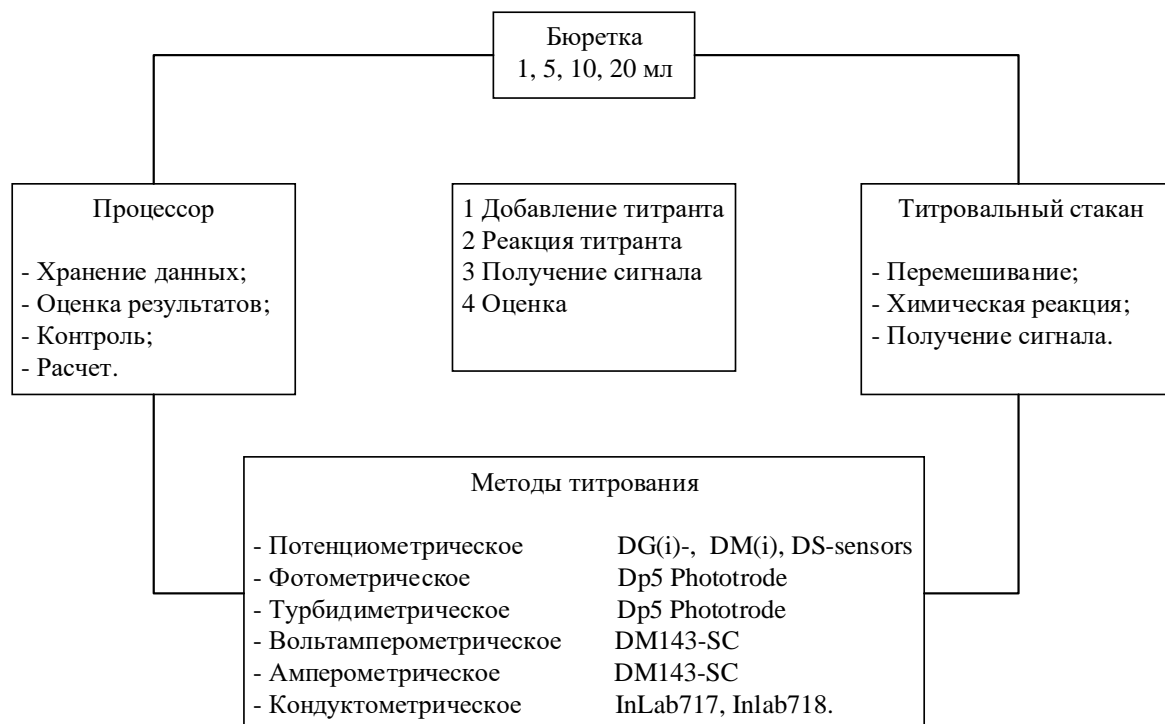 Бюретка
1, 5, 10, 20 мл
Процессор
- Хранение данных;
- Оценка результатов;
- Контроль;
- Расчет.
1 Добавление титранта
2 Реакция титранта
3 Получение сигнала
4 Оценка
Титровальный стакан
- Перемешивание;
- Химическая реакция;
- Получение сигнала.
Методы титрования
- Потенциометрическое DG(i)-, DM(i), DS-sensors
- Фотометрическое Dp5 Phototrode
- Турбидиметрическое Dp5 Phototrode
- Вольтамперометрическое DM143-SC
- Амперометрическое DM143-SC
- Кондуктометрическое InLab717, Inlab718.